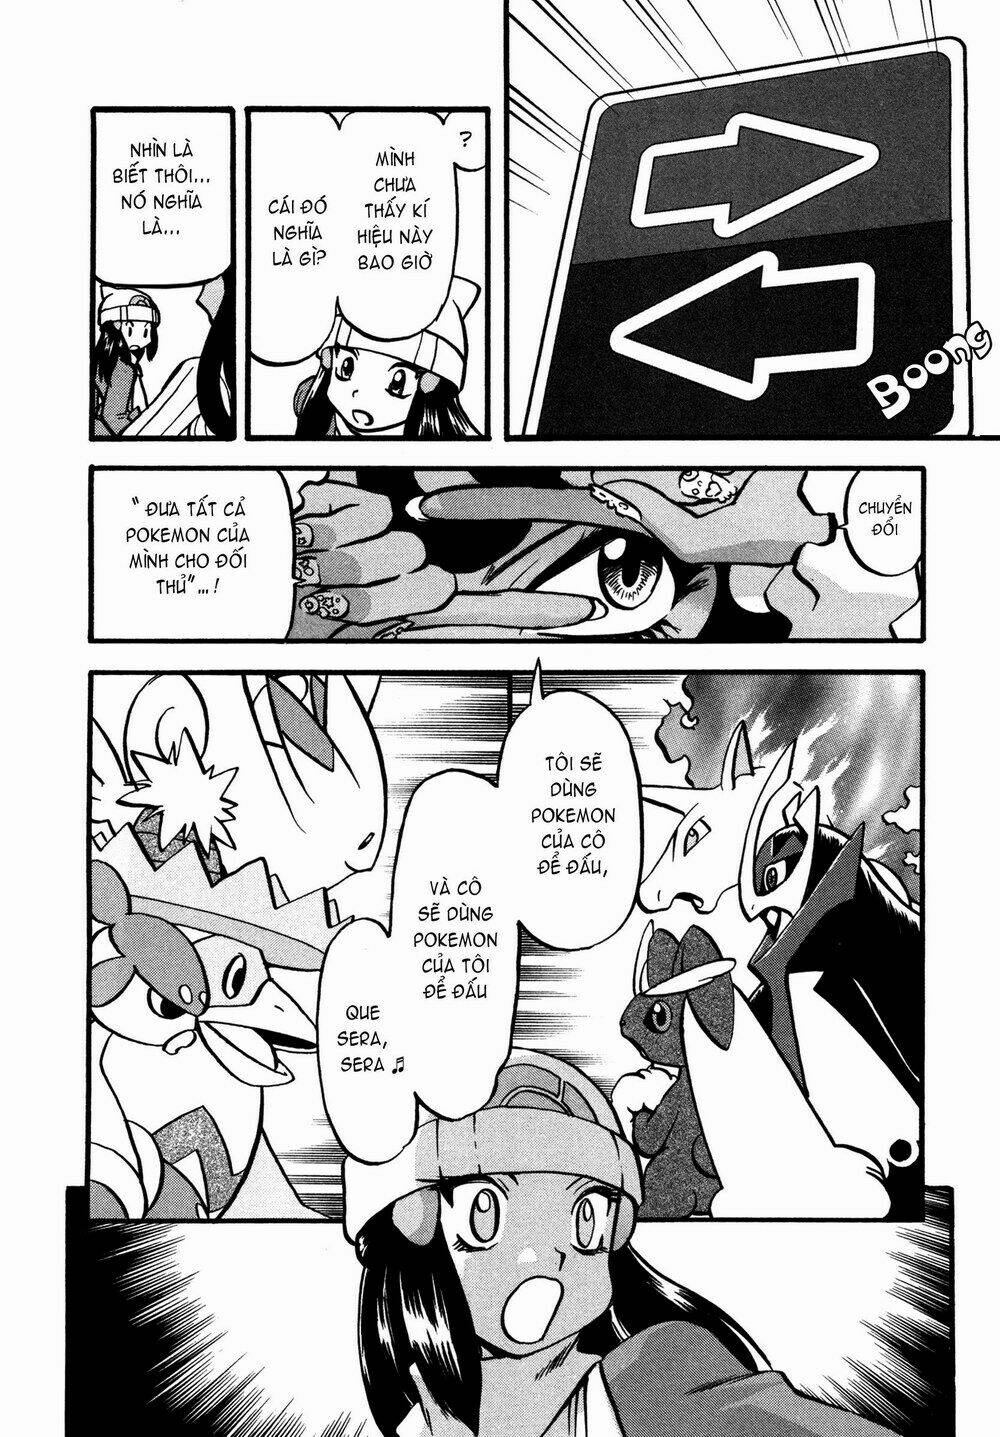 Boong
?
MÌNH
CHƯA
THẤY KÍ
HIỆU NÀY
BAO GIỜ
CÁI ĐÓ
NGHĨA
LÀ GÌ?
NHÌN LÀ
BIẾT THÔI...
NÓ NGHĨA
LÀ...
CHUYỂN
ĐỔI
"ĐƯA TẤT CẢ
POKEMON CỦA
MÌNH CHO ĐỐI
THỦ"...!
TÔI SẼ
DÙNG
POKEMON
CỦA CÔ
ĐỂ ĐẤU,
VÀ CÔ
SẼ DÙNG
POKEMON
CỦA TÔI
ĐỂ ĐẤU
QUE
SERA,
SERA ♫